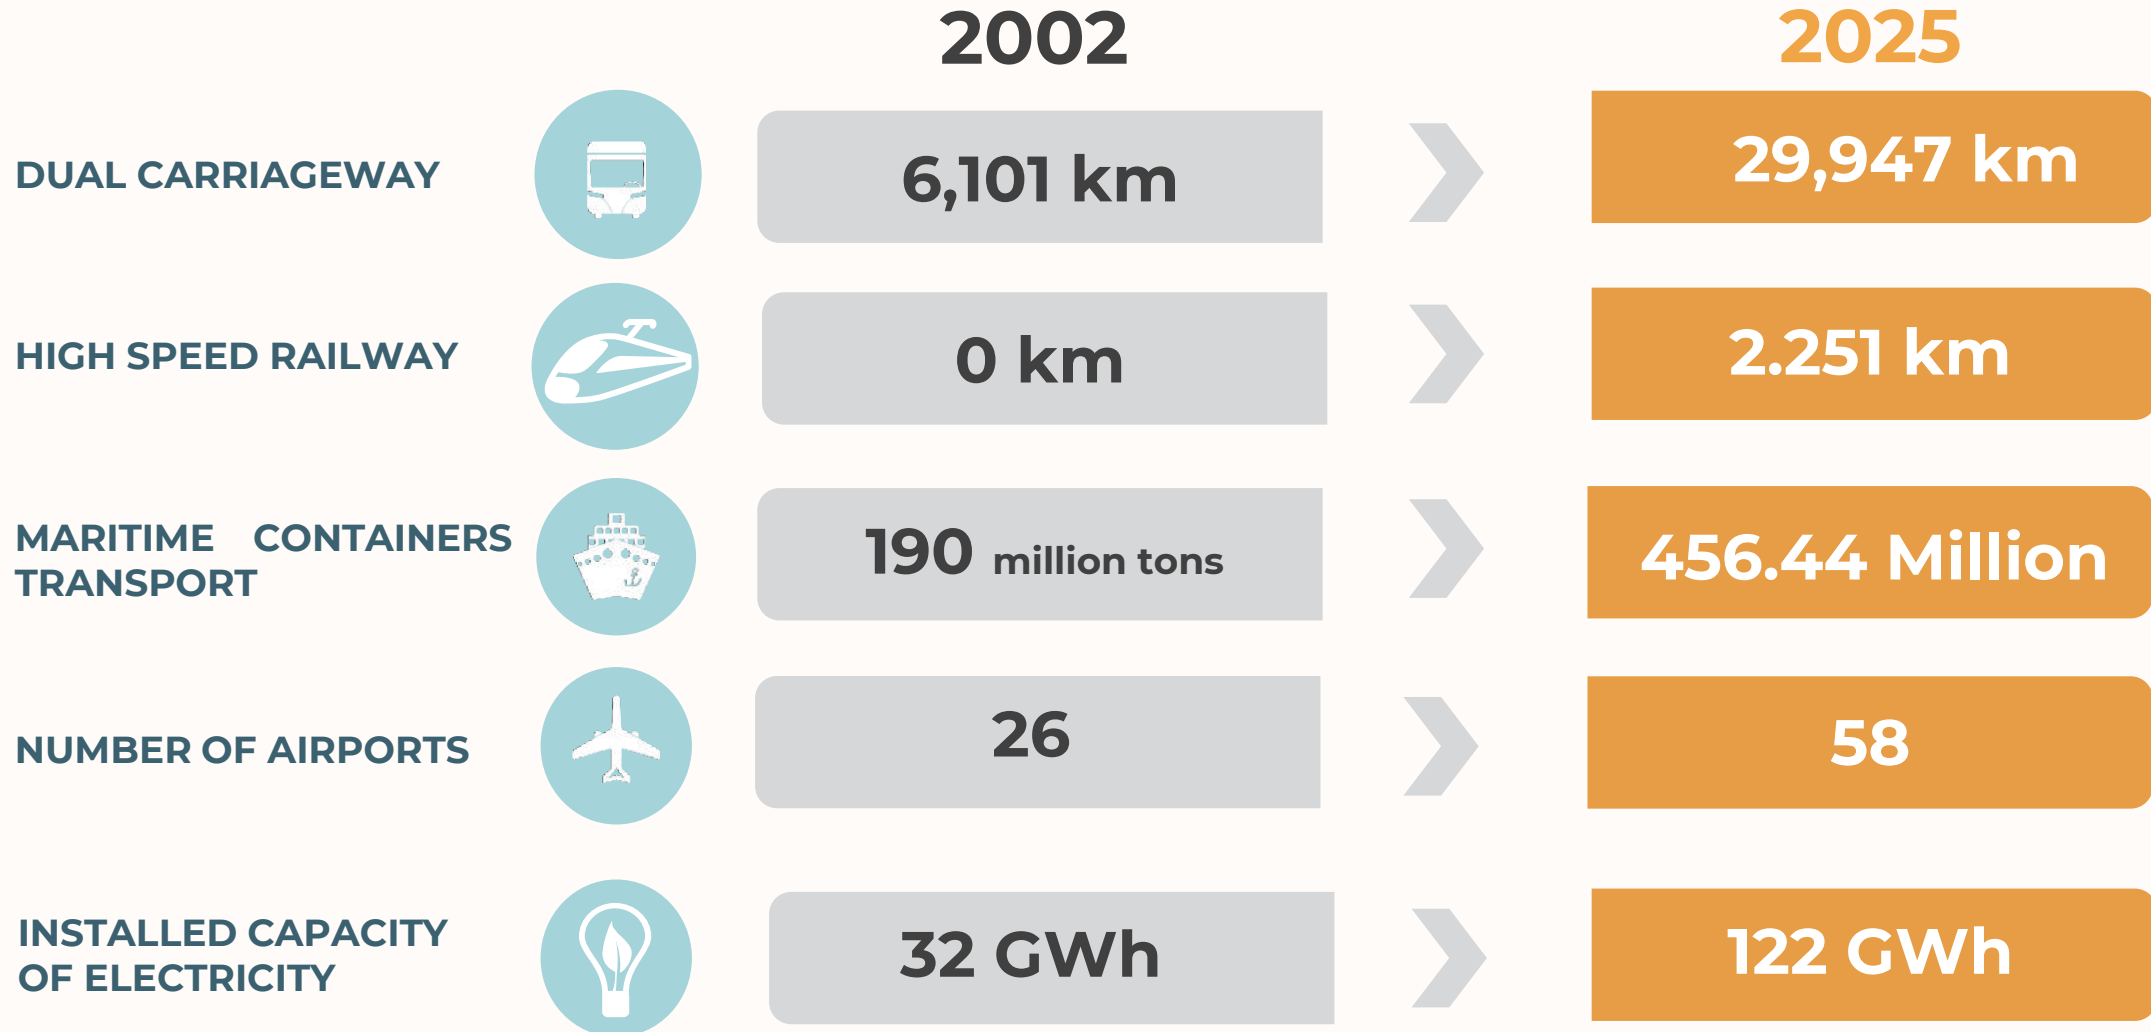 2002 2025
DUAL CARRIAGEWAY 6,101 km 29,947 km
HIGH SPEED RAILWAY 0 km 2.251 km
MARITIME CONTAINERS
TRANSPORT
190 million tons 456.44 Million
NUMBER OF AIRPORTS 26 58
INSTALLED CAPACITY
OF ELECTRICITY
32 GWh 122 GWh